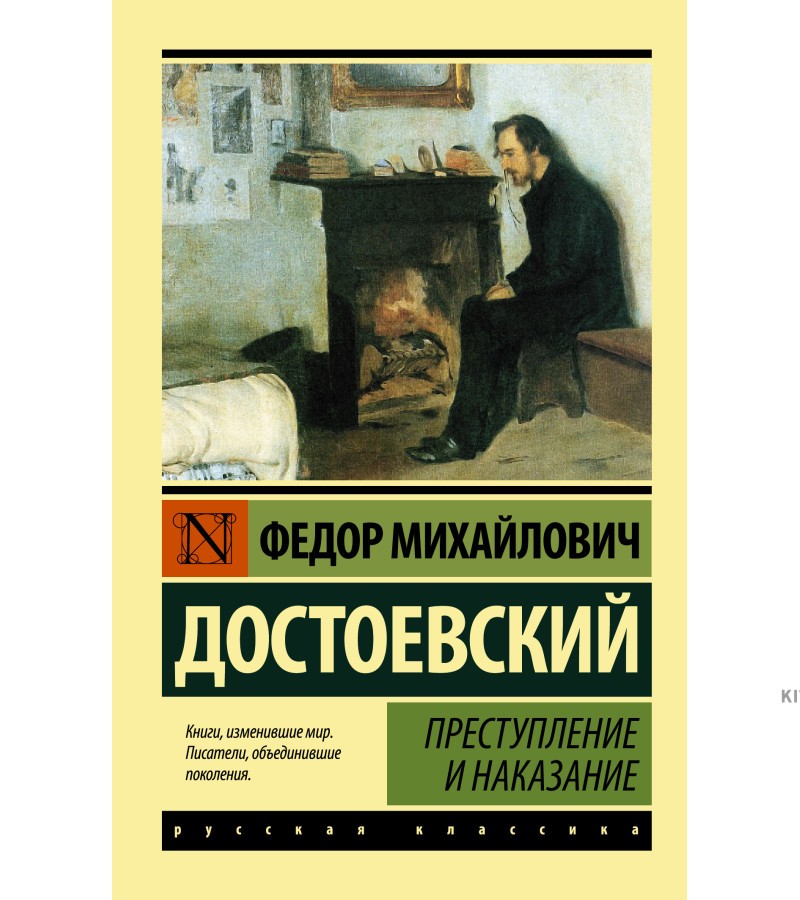 N
ФЕДОР МИХАЙЛОВИЧ
ДОСТОЕВСКИЙ
Книги, изменившие мир.
Писатели, объединившие
поколения.
ПРЕСТУПЛЕНИЕ
И НАКАЗАНИЕ
русская классика